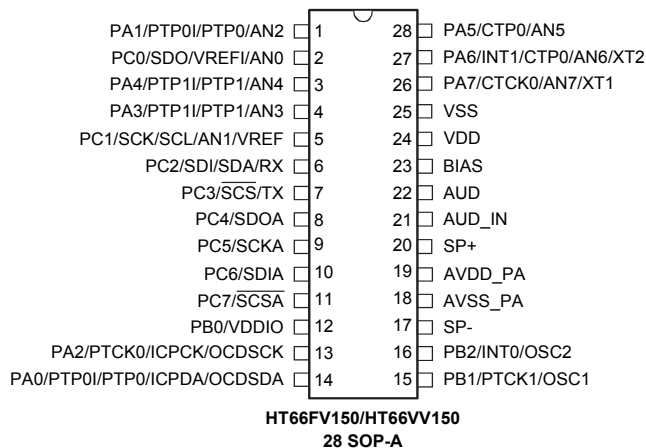 PA1/PTP0I/PTP0/AN2 1 28 PA5/CTP0/AN5
PC0/SDO/VREFI/AN0 2 27 PA6/INT1/CTP0/AN6/XT2
PA4/PTP1I/PTP1/AN4 3 26 PA7/CTCK0/AN7/XT1
PA3/PTP1I/PTP1/AN3 4 25 VSS
PC1/SCK/SCL/AN1/VREF 5 24 VDD
PC2/SDI/SDA/RX 6 23 BIAS
PC3/SCS/TX 7 22 AUD
PC4/SDOA 8 21 AUD_IN
PC5/SCKA 9 20 SP+
PC6/SDIA 10 19 AVDD_PA
PC7/SCSA 11 18 AVSS_PA
PB0/VDDIO 12 17 SP-
PA2/PTCK0/ICPCK/OCDSCK 13 16 PB2/INT0/OSC2
PA0/PTP0I/PTP0/ICPDA/OCDSDA 14 15 PB1/PTCK1/OSC1
HT66FV150/HT66VV150
28 SOP-A